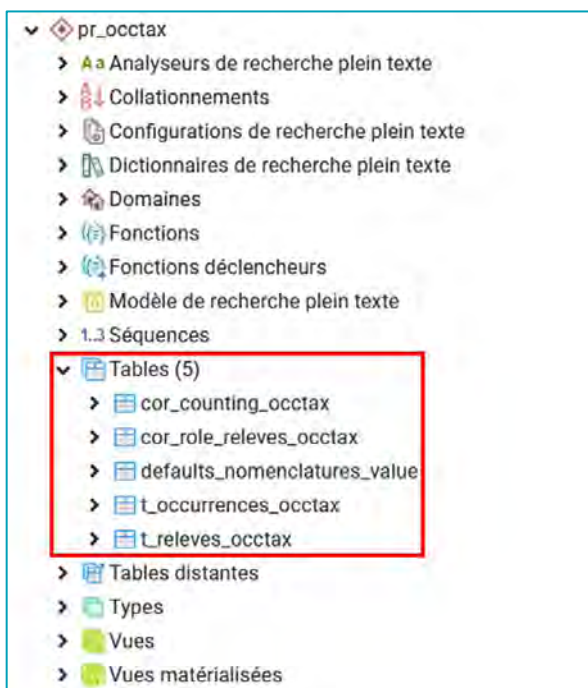 pr_occtax
Analyseurs de recherche plein texte
Collationnements
Configurations de recherche plein texte
Dictionnaires de recherche plein texte
Domaines
Fonctions
Fonctions déclencheurs
Modèle de recherche plein texte
1..3 Séquences
Tables (5)
cor_counting_occtax
cor_role_releves_occtax
defaults_nomenclatures_value
t_occurrences_occtax
t_releves_occtax
Tables distantes
Types
Vues
Vues matérialisées